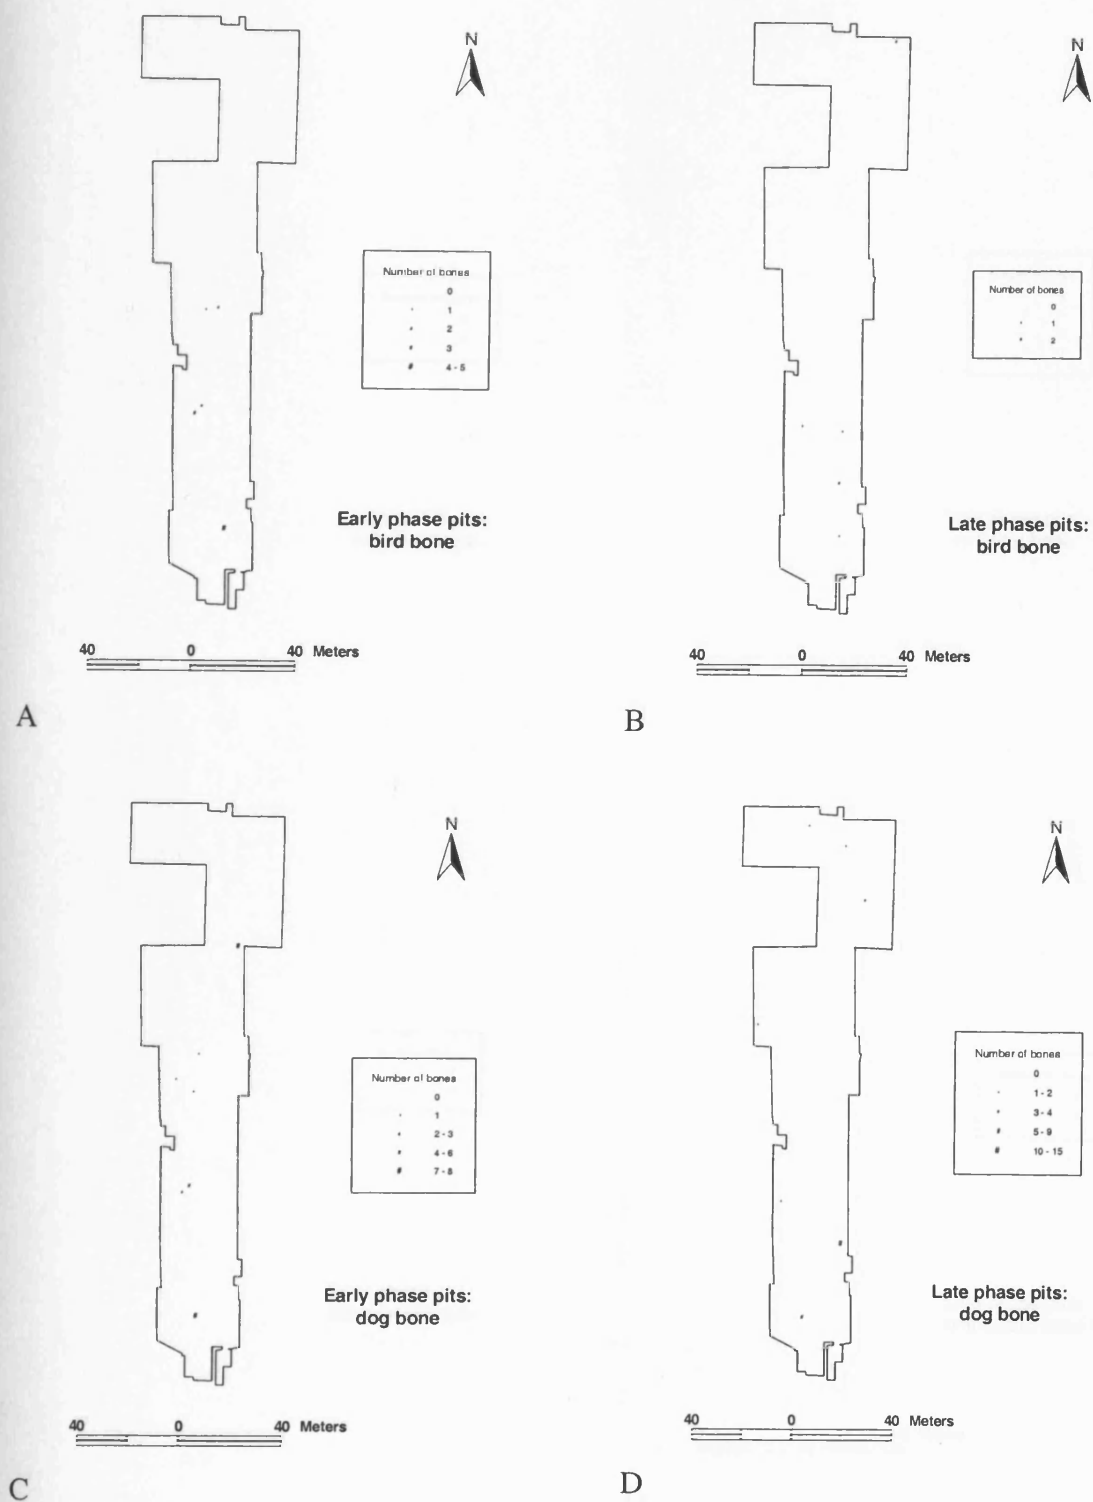 N
Number of bones
0
1
2
3
4 - 5
Early phase pits:
bird bone
40 0 40 Meters
A
N
Number of bones
0
1
2
Late phase pits:
bird bone
40 0 40 Meters
B
N
Number of bones
0
1
2 - 3
4 - 6
7 - 8
Early phase pits:
dog bone
40 0 40 Meters
C
N
Number of bones
0
1 - 2
3 - 4
5 - 9
10 - 15
Late phase pits:
dog bone
40 0 40 Meters
D